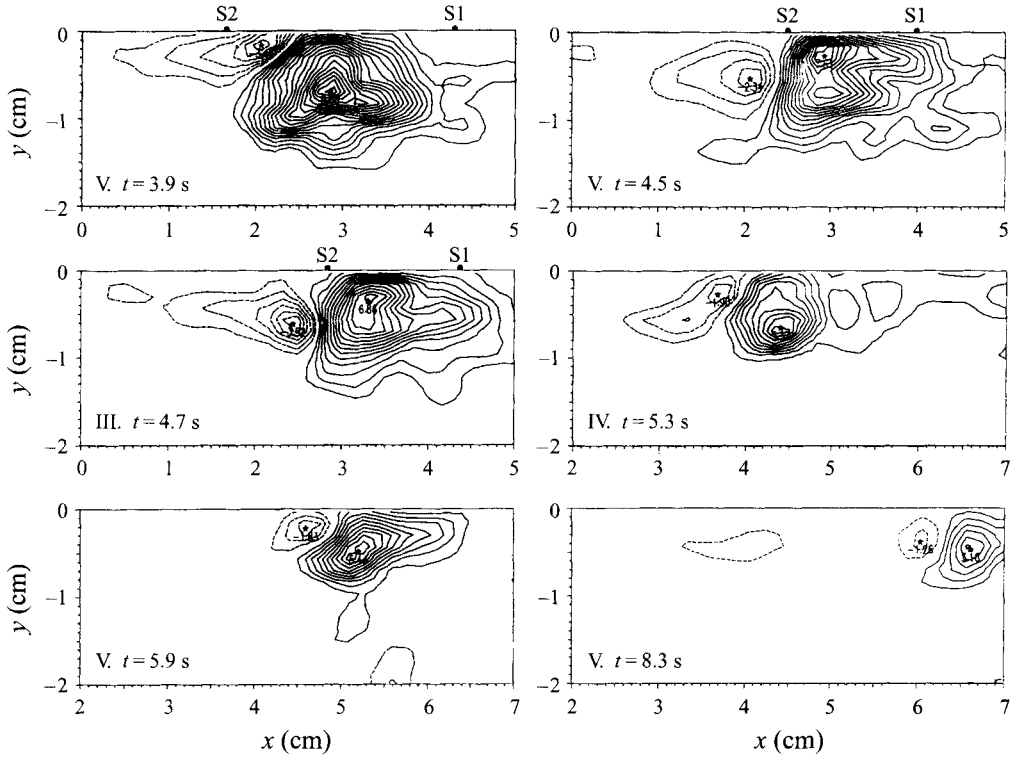 S2 S1 S2 S1
0 0
y (cm)
−1 −1
V. t = 3.9 s V. t = 4.5 s
−2 −2
0 1 2 3 4 5 0 1 2 3 4 5
S2 S1
0 0
6.86
y (cm)
−1 −1
III. t = 4.7 s IV. t = 5.3 s
−2 −2
0 1 2 3 4 5 2 3 4 5 6 7
0 0
y (cm)
−1 −1
V. t = 5.9 s V. t = 8.3 s
−2 −2
2 3 4 5 6 7 2 3 4 5 6 7
x (cm) x (cm)